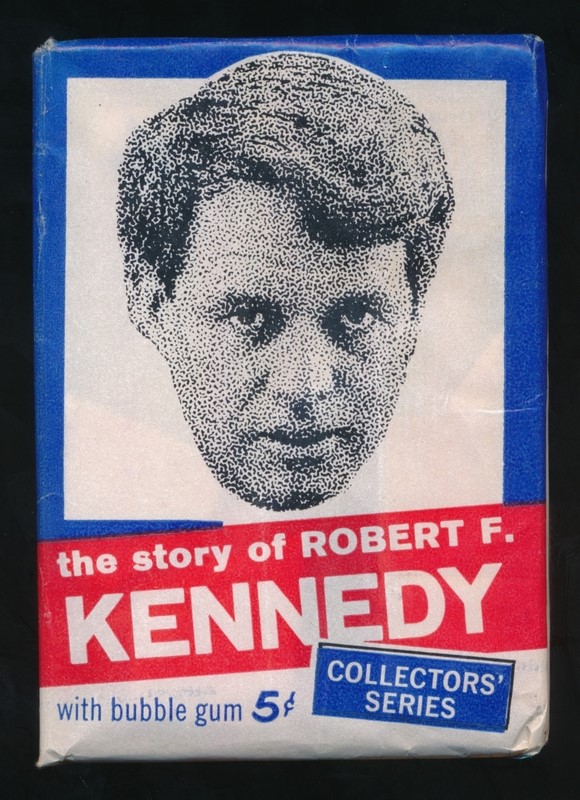 the story of ROBERT F.
KENNEDY
COLLECTORS'
SERIES
with bubble gum 5¢